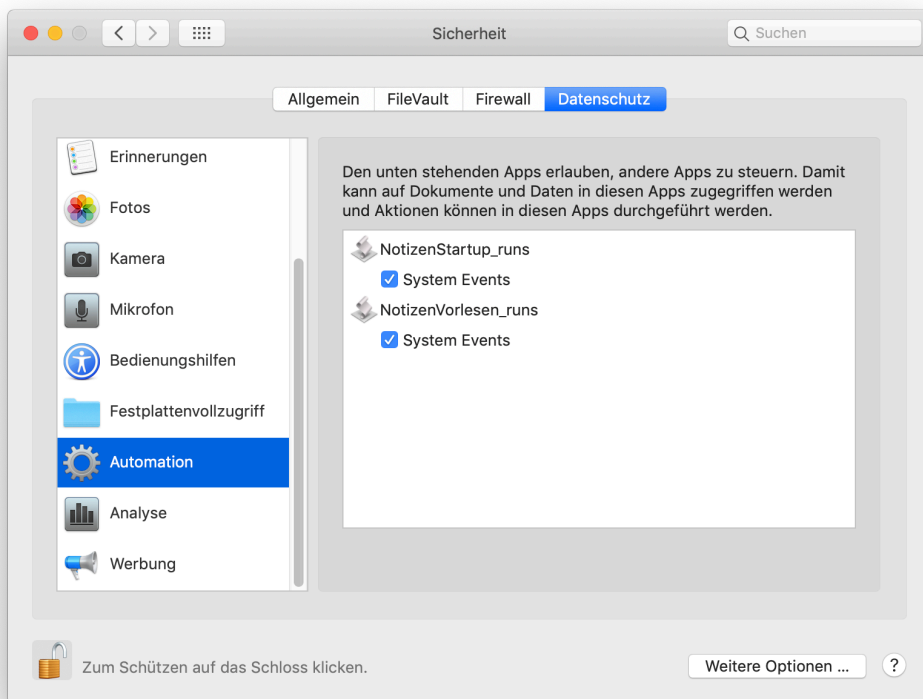 Sicherheit
Suchen
Allgemein
FileVault
Firewall
Datenschutz
Erinnerungen
Fotos
Kamera
Mikrofon
Bedienungshilfen
Festplattenvollzugriff
Automation
Analyse
Werbung
Den unten stehenden Apps erlauben, andere Apps zu steuern. Damit
kann auf Dokumente und Daten in diesen Apps zugegriffen werden
und Aktionen können in diesen Apps durchgeführt werden.
NotizenStartup_runs
System Events
NotizenVorlesen_runs
System Events
Zum Schützen auf das Schloss klicken.
Weitere Optionen ...
?